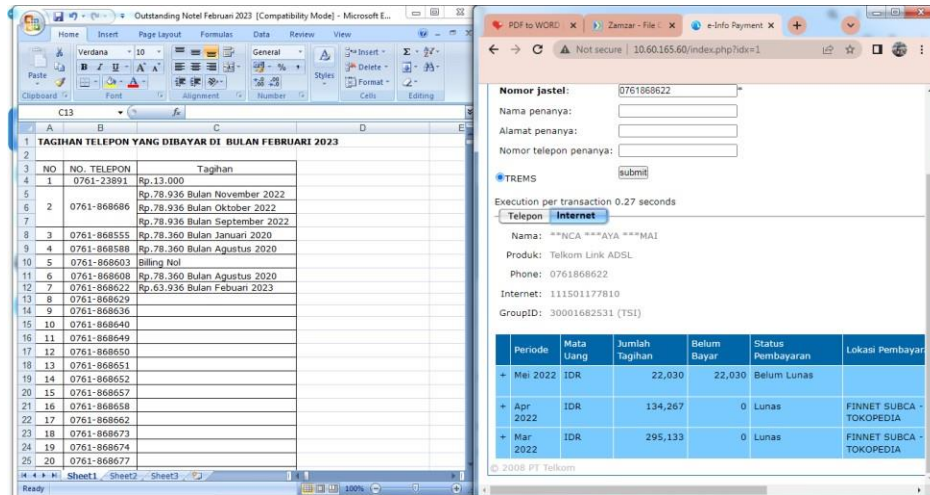 Outstanding Notel Februari 2023 [Compatibility Mode] - Microsoft E...
Home Insert Page Layout Formulas Data Review View
Paste
Verdana 10
B I U
General
Styles
Insert
Delete
Format
Clipboard Font Alignment Number Cells Editing
C13 fx
A B C D E
1 TAGIHAN TELEPON YANG DIBAYAR DI BULAN FEBRUARI 2023
2
3 NO NO. TELEPON Tagihan
4 1 0761-23891 Rp.13.000
5 Rp.78.936 Bulan November 2022
6 2 0761-868686 Rp.78.936 Bulan Oktober 2022
7 Rp.78.936 Bulan September 2022
8 3 0761-868555 Rp.78.360 Bulan Januari 2020
9 4 0761-868588 Rp.78.360 Bulan Agustus 2020
10 5 0761-868603 Billing Nol
11 6 0761-868608 Rp.78.360 Bulan Agustus 2020
12 7 0761-868622 Rp.63.936 Bulan Febuari 2023
13 8 0761-868629
14 9 0761-868636
15 10 0761-868640
16 11 0761-868649
17 12 0761-868650
18 13 0761-868651
19 14 0761-868652
20 15 0761-868657
21 16 0761-868658
22 17 0761-868662
23 18 0761-868673
24 19 0761-868674
25 20 0761-868677
Sheet1 Sheet2 Sheet3
Ready 100%
PDF to WORD
Zamzar - File
e-Info Payment
Not secure 10.60.165.60/index.php?idx=1
Nomor jastel: 0761868622 *
Nama penanya:
Alamat penanya:
Nomor telepon penanya:
TREMS submit
Execution per transaction 0.27 seconds
Telepon Internet
Nama: **NCA ***AYA ***MAI
Produk: Telkom Link ADSL
Phone: 0761868622
Internet: 111501177810
GroupID: 30001682531 (TSI)
Periode Mata Uang Jumlah Tagihan Belum Bayar Status Pembayaran Lokasi Pembayar
+ Mei 2022 IDR 22,030 22,030 Belum Lunas
+ Apr 2022 IDR 134,267 0 Lunas FINNET SUBCA - TOKOPEDIA
+ Mar 2022 IDR 295,133 0 Lunas FINNET SUBCA - TOKOPEDIA
© 2008 PT Telkom